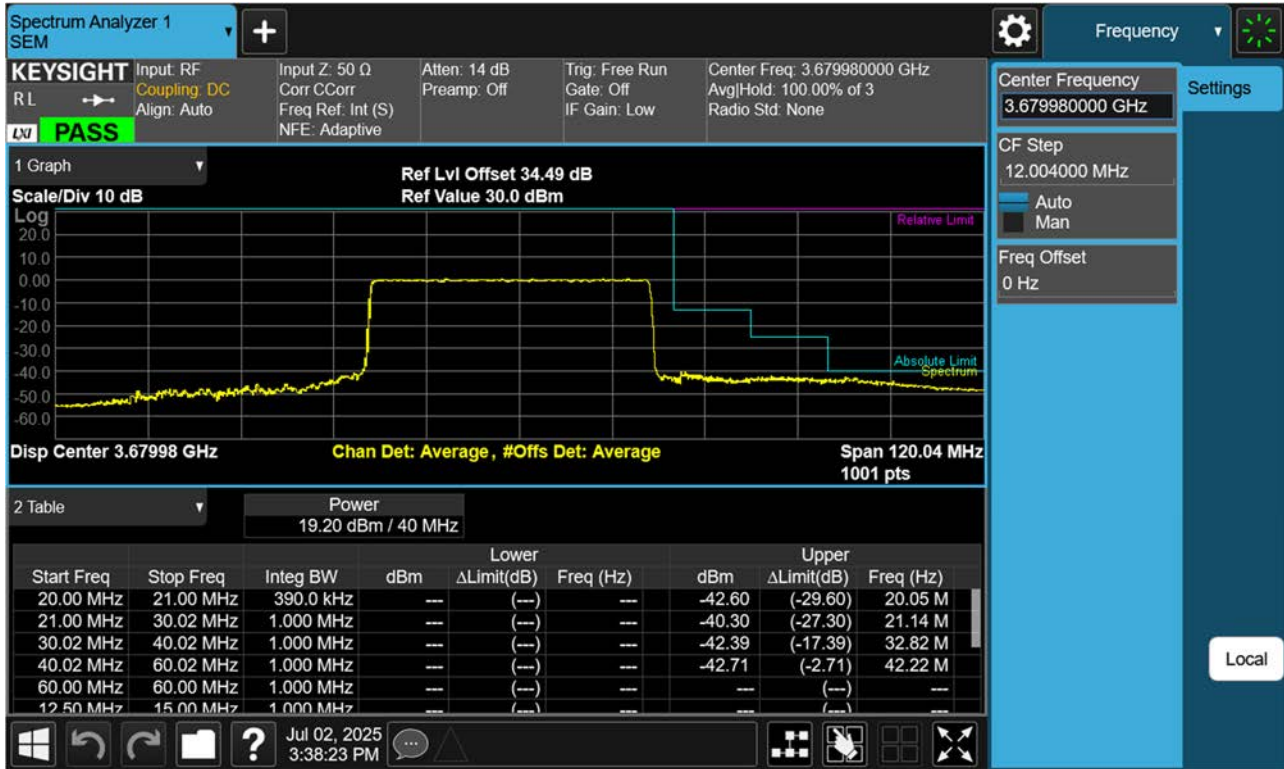 Spectrum Analyzer 1
SEM
Frequency
KEYSIGHT
R L
LXI
PASS
Input: RF
Coupling: DC
Align: Auto
Input Z: 50 Ω
Corr CCorr
Freq Ref: Int (S)
NFE: Adaptive
Atten: 14 dB
Preamp: Off
Trig: Free Run
Gate: Off
IF Gain: Low
Center Freq: 3.679980000 GHz
Avg|Hold: 100.00% of 3
Radio Std: None
Center Frequency
3.679980000 GHz
Settings
CF Step
12.004000 MHz
Auto
Man
Freq Offset
0 Hz
1 Graph
Scale/Div 10 dB
Ref Lvl Offset 34.49 dB
Ref Value 30.0 dBm
Log
20.0
10.0
0.00
-10.0
-20.0
-30.0
-40.0
-50.0
-60.0
Relative Limit
Absolute Limit
Spectrum
Disp Center 3.67998 GHz
Chan Det: Average, #Offs Det: Average
Span 120.04 MHz
1001 pts
2 Table
Power
19.20 dBm / 40 MHz
Lower Upper
Start Freq Stop Freq Integ BW dBm ΔLimit(dB) Freq (Hz) dBm ΔLimit(dB) Freq (Hz)
20.00 MHz 21.00 MHz 390.0 kHz --- (---) --- -42.60 (-29.60) 20.05 M
21.00 MHz 30.02 MHz 1.000 MHz --- (---) --- -40.30 (-27.30) 21.14 M
30.02 MHz 40.02 MHz 1.000 MHz --- (---) --- -42.39 (-17.39) 32.82 M
40.02 MHz 60.02 MHz 1.000 MHz --- (---) --- -42.71 (-2.71) 42.22 M
60.00 MHz 60.00 MHz 1.000 MHz --- (---) --- --- (---) ---
12.50 MHz 15.00 MHz 1.000 MHz --- (---) --- --- (---) ---
Local
?
Jul 02, 2025
3:38:23 PM